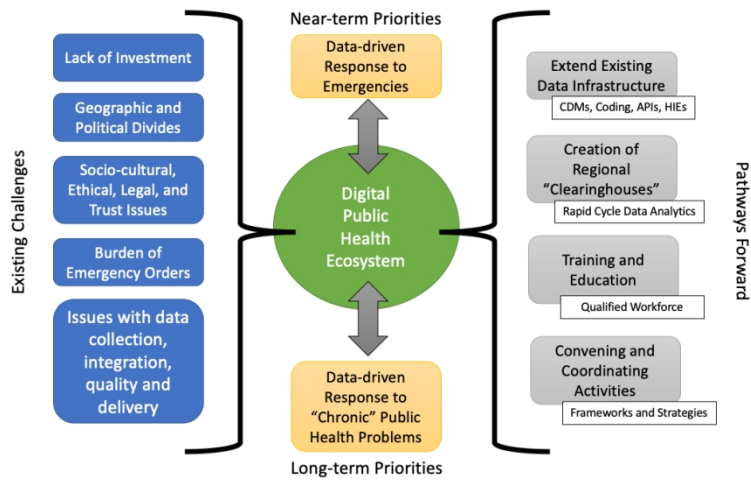 Existing Challenges
Lack of Investment
Geographic and
Political Divides
Socio-cultural,
Ethical, Legal, and
Trust Issues
Burden of
Emergency Orders
Issues with data
collection,
integration,
quality and
delivery
Near-term Priorities
Data-driven
Response to
Emergencies
Digital
Public
Health
Ecosystem
Data-driven
Response to
“Chronic” Public
Health Problems
Long-term Priorities
Extend Existing
Data Infrastructure
CDMs, Coding, APIs, HIEs
Creation of
Regional
“Clearinghouses”
Rapid Cycle Data Analytics
Training and
Education
Qualified Workforce
Convening and
Coordinating
Activities
Frameworks and Strategies
Pathways Forward